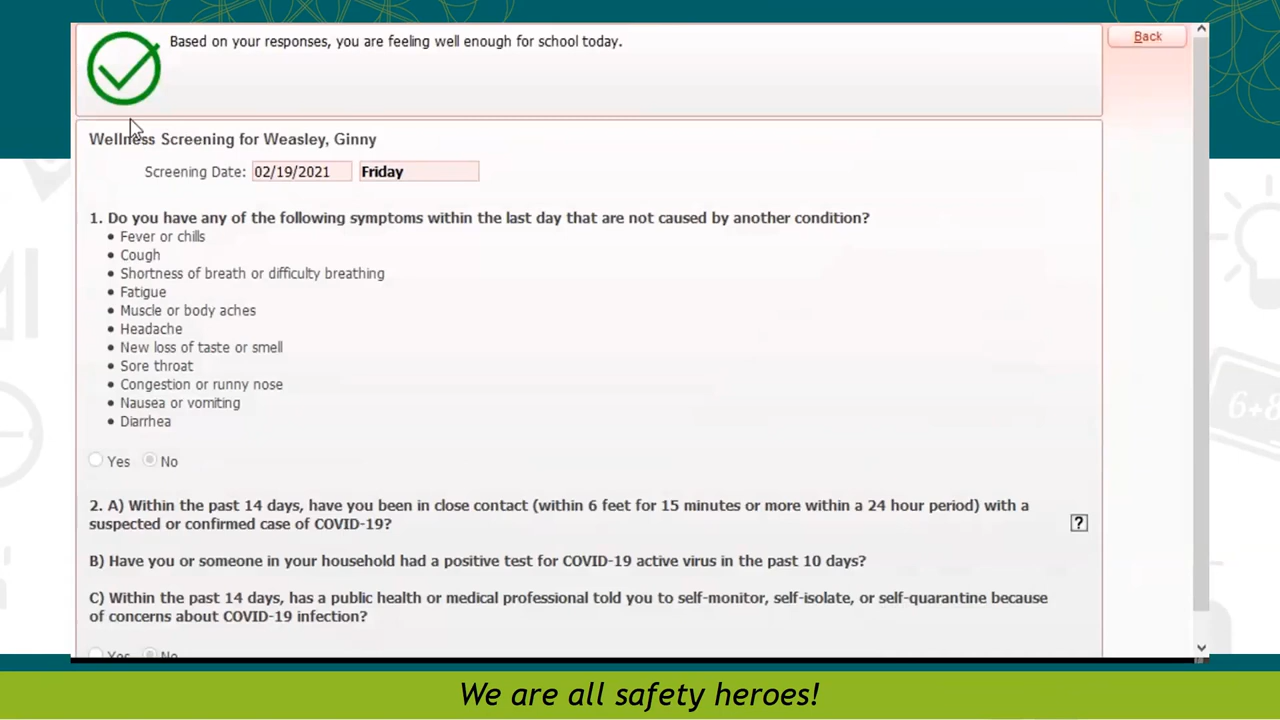 Based on your responses, you are feeling well enough for school today.
Back
Wellness Screening for Weasley, Ginny
Screening Date: 02/19/2021 Friday
1. Do you have any of the following symptoms within the last day that are not caused by another condition?
• Fever or chills
• Cough
• Shortness of breath or difficulty breathing
• Fatigue
• Muscle or body aches
• Headache
• New loss of taste or smell
• Sore throat
• Congestion or runny nose
• Nausea or vomiting
• Diarrhea
Yes No
2. A) Within the past 14 days, have you been in close contact (within 6 feet for 15 minutes or more within a 24 hour period) with a
suspected or confirmed case of COVID-19?
?
B) Have you or someone in your household had a positive test for COVID-19 active virus in the past 10 days?
C) Within the past 14 days, has a public health or medical professional told you to self-monitor, self-isolate, or self-quarantine because
of concerns about COVID-19 infection?
Yes No
6+8
We are all safety heroes!